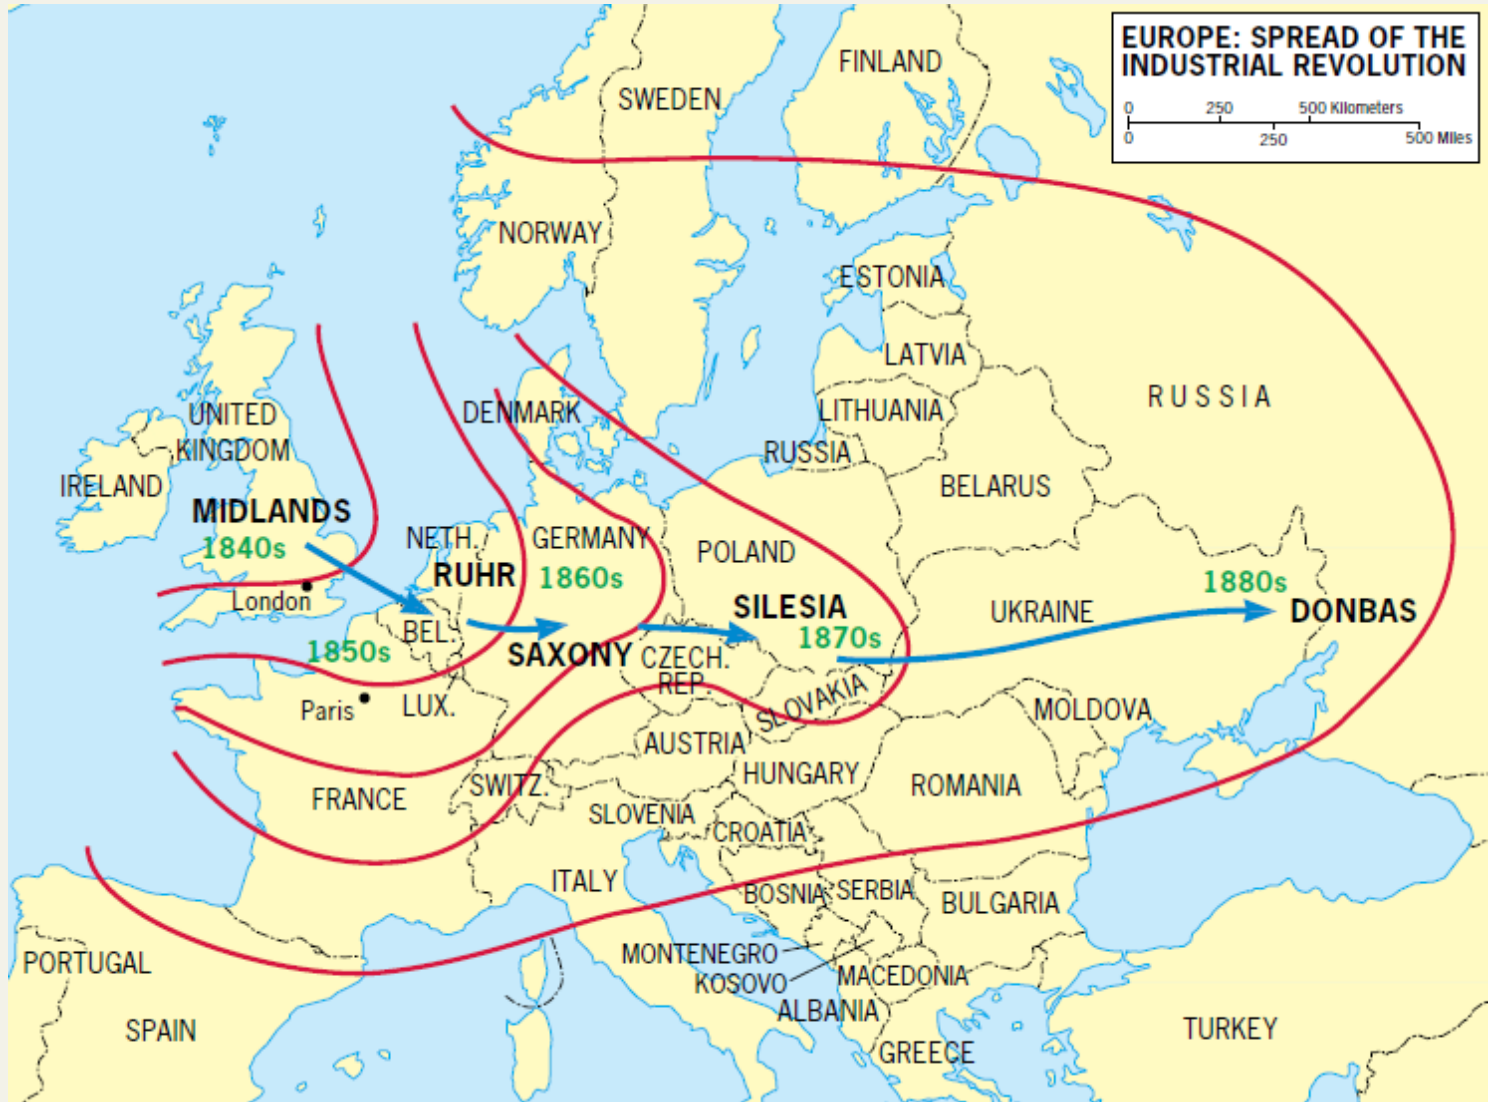 EUROPE: SPREAD OF THE
INDUSTRIAL REVOLUTION
0 250 500 Kilometers
0 250 500 Miles
FINLAND
SWEDEN
NORWAY
ESTONIA
LATVIA
RUSSIA
UNITED
KINGDOM
DENMARK
LITHUANIA
RUSSIA
IRELAND
BELARUS
MIDLANDS
1840s
NETH.
GERMANY
POLAND
RUHR
1860s
1880s
London
SILESIA
UKRAINE
DONBAS
BEL.
1870s
1850s
SAXONY
CZECH.
REP.
Paris
LUX.
SLOVAKIA
MOLDOVA
AUSTRIA
HUNGARY
SWITZ.
ROMANIA
FRANCE
SLOVENIA
CROATIA
ITALY
BOSNIA
SERBIA
BULGARIA
MONTENEGRO
PORTUGAL
KOSOVO
MACEDONIA
ALBANIA
SPAIN
TURKEY
GREECE